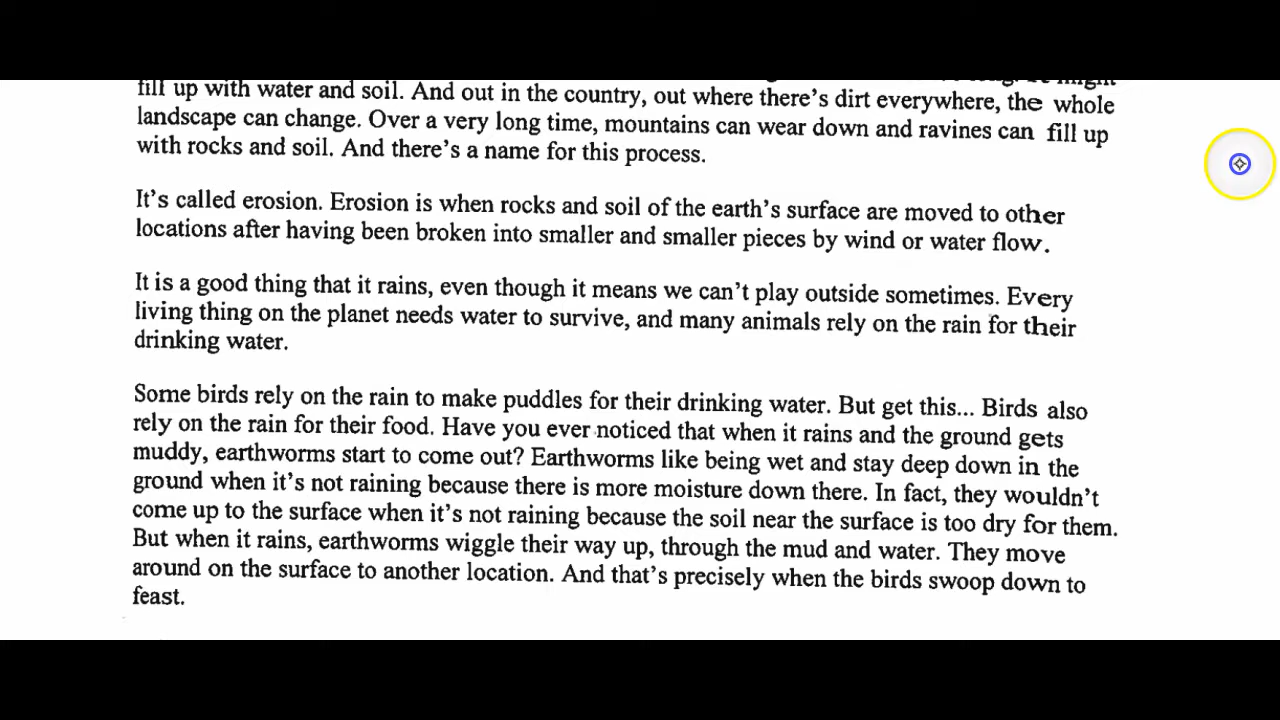 might
fill up with water and soil. And out in the country, out where there's dirt everywhere, the whole
landscape can change. Over a very long time, mountains can wear down and ravines can fill up
with rocks and soil. And there's a name for this process.
It's called erosion. Erosion is when rocks and soil of the earth's surface are moved to other
locations after having been broken into smaller and smaller pieces by wind or water flow.
It is a good thing that it rains, even though it means we can't play outside sometimes. Every
living thing on the planet needs water to survive, and many animals rely on the rain for their
drinking water.
Some birds rely on the rain to make puddles for their drinking water. But get this... Birds also
rely on the rain for their food. Have you ever noticed that when it rains and the ground gets
muddy, earthworms start to come out? Earthworms like being wet and stay deep down in the
ground when it's not raining because there is more moisture down there. In fact, they wouldn't
come up to the surface when it's not raining because the soil near the surface is too dry for them.
But when it rains, earthworms wiggle their way up, through the mud and water. They move
around on the surface to another location. And that's precisely when the birds swoop down to
feast.